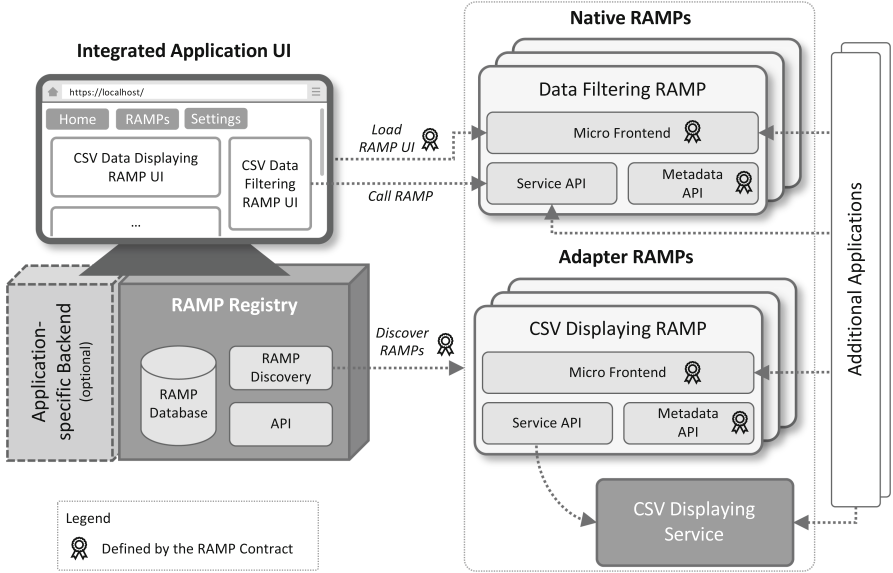 Native RAMPs
Integrated Application UI
https://localhost/
Home
RAMPs
Settings
CSV Data Displaying
RAMP UI
CSV Data
Filtering
RAMP UI
...
Load
RAMP UI
Call RAMP
Data Filtering RAMP
Micro Frontend
Service API
Metadata
API
Adapter RAMPs
CSV Displaying RAMP
Micro Frontend
Service API
Metadata
API
CSV Displaying
Service
Additional Applications
RAMP Registry
Application-
specific Backend
(optional)
RAMP
Database
RAMP
Discovery
API
Discover
RAMPs
Legend
Defined by the RAMP Contract